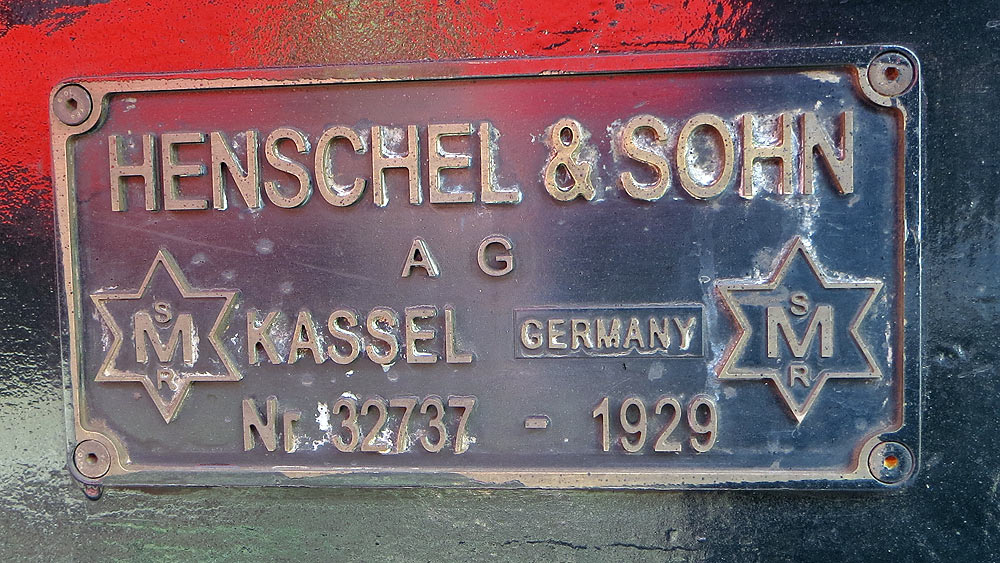 HENSCHEL & SOHN
A G
S
M
R
KASSEL GERMANY
S
M
R
Nr 32737 - 1929